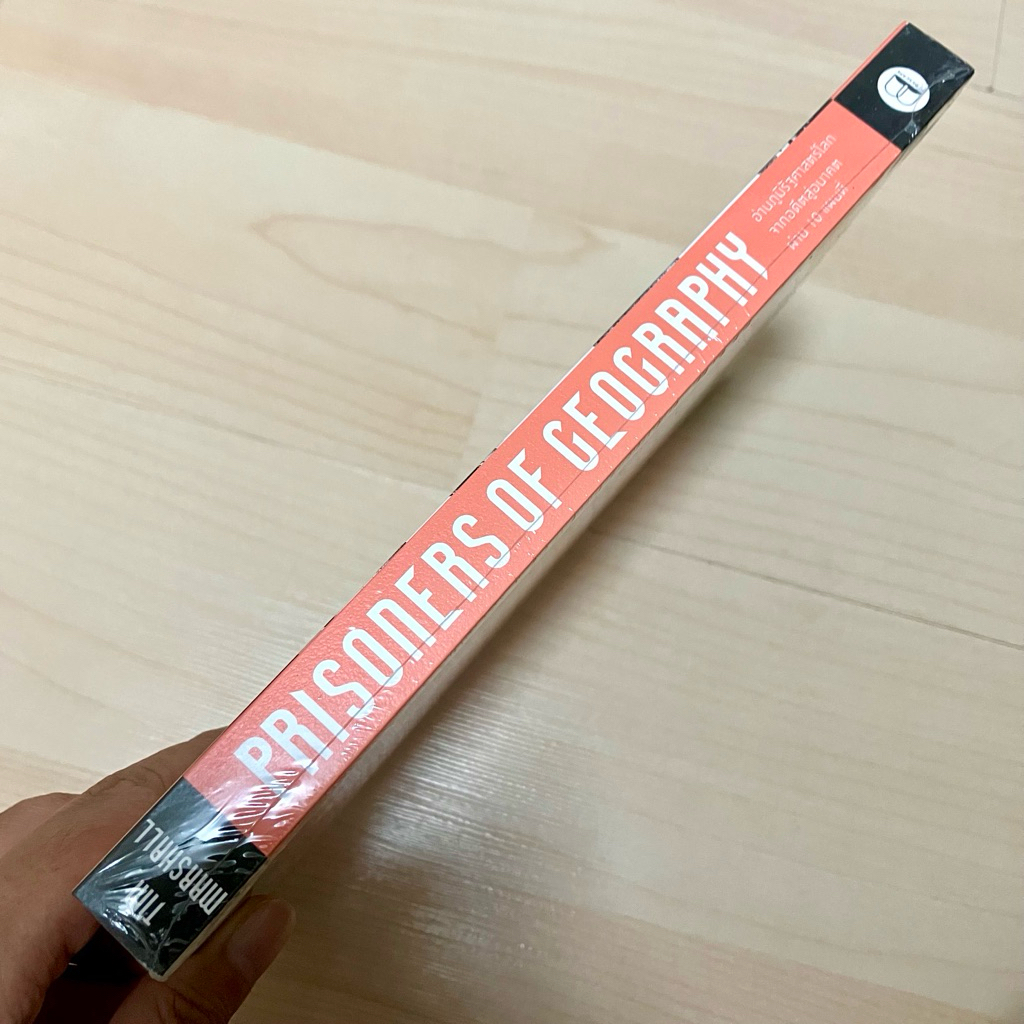 TIM
MARSHALL
PRISONERS OF GEOGRAPHY
อ่านภูมิรัฐศาสตร์โลก
จากอดีตสู่อนาคต
ผ่าน 10 แผนที่